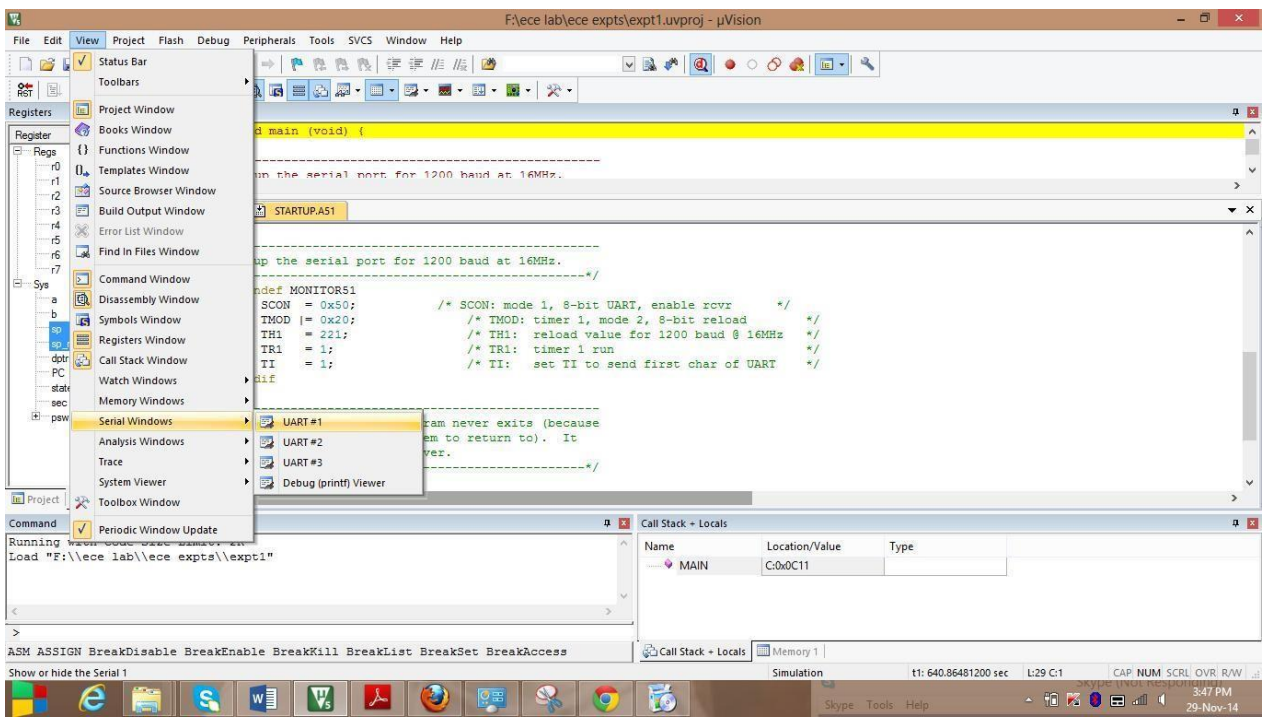 F:\ece lab\ece expts\expt1.uvproj - µVision
File Edit View Project Flash Debug Peripherals Tools SVCS Window Help
Status Bar
Toolbars
Project Window
Books Window
Functions Window
Templates Window
Source Browser Window
Build Output Window
Error List Window
Find In Files Window
Command Window
Disassembly Window
Symbols Window
Registers Window
Call Stack Window
Watch Windows
Memory Windows
Serial Windows
Analysis Windows
Trace
System Viewer
Toolbox Window
Periodic Window Update
UART #1
UART #2
UART #3
Debug (printf) Viewer
RST
Registers
Register
Regs
r0
r1
r2
r3
r4
r5
r6
r7
Sys
a
b
sp
dptr
PC
state
sec
psw
Project
d main (void) {
up the serial port for 1200 baud at 16MHz.
STARTUP.A51
--------------------------------------------------
up the serial port for 1200 baud at 16MHz.
------------------------------------------------*/
ndef MONITOR51
SCON = 0x50; /* SCON: mode 1, 8-bit UART, enable rcvr */
TMOD |= 0x20; /* TMOD: timer 1, mode 2, 8-bit reload */
TH1 = 221; /* TH1: reload value for 1200 baud @ 16MHz */
TR1 = 1; /* TR1: timer 1 run */
TI = 1; /* TI: set TI to send first char of UART */
dif
ram never exits (because
em to return to). It
ver.
------------------------*/
Command
Running with Code Size Limit: 2K
Load "F:\\ece lab\\ece expts\\expt1"
>
ASM ASSIGN BreakDisable BreakEnable BreakKill BreakList BreakSet BreakAccess
Call Stack + Locals
Name Location/Value Type
MAIN C:0x0C11
Call Stack + Locals Memory 1
Show or hide the Serial 1 Simulation t1: 640.86481200 sec L:29 C:1 CAP NUM SCRL OVR R/W
Skype (Not Responding)
Skype Tools Help
3:47 PM
29-Nov-14